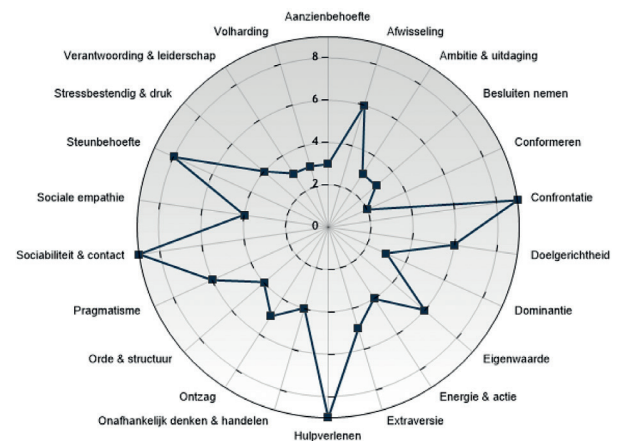 Aanzienbehoefte
Volharding
Afwisseling
Verantwoording & leiderschap
Ambitie & uitdaging
Stressbestendig & druk
Besluiten nemen
Steunbehoefte
Conformeren
Sociale empathie
Confrontatie
Sociabiliteit & contact
Doelgerichtheid
Pragmatisme
Dominantie
Orde & structuur
Eigenwaarde
Ontzag
Energie & actie
Onafhankelijk denken & handelen
Extraversie
Hulpverlenen
8
6
4
2
0